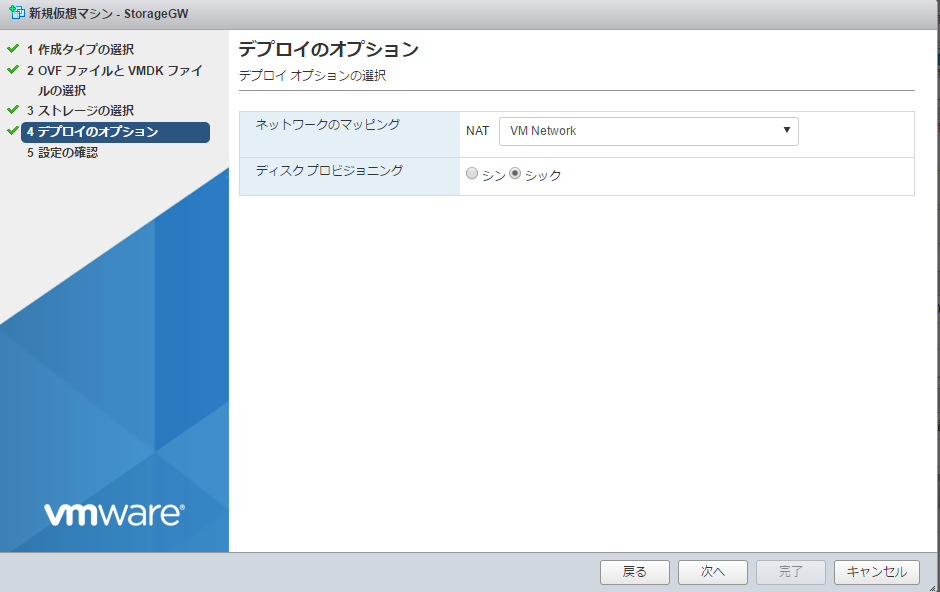 新規仮想マシン - StorageGW
1 作成タイプの選択
2 OVF ファイルと VMDK ファイ
ルの選択
3 ストレージの選択
4 デプロイのオプション
5 設定の確認
vmware®
デプロイのオプション
デプロイ オプションの選択
ネットワークのマッピング NAT VM Network
ディスク プロビジョニング シン シック
戻る 次へ 完了 キャンセル